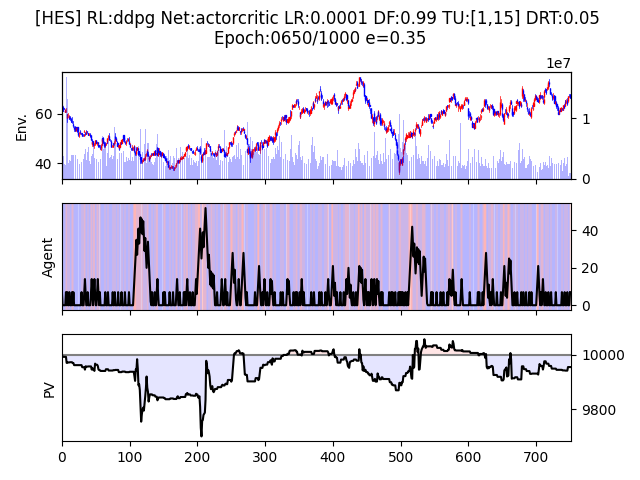 [HES] RL:ddpg Net:actorcritic LR:0.0001 DF:0.99 TU:[1,15] DRT:0.05
Epoch:0650/1000 e=0.35
1e7
Env.
60
40
1
0
Agent
40
20
0
PV
10000
9800
0 100 200 300 400 500 600 700